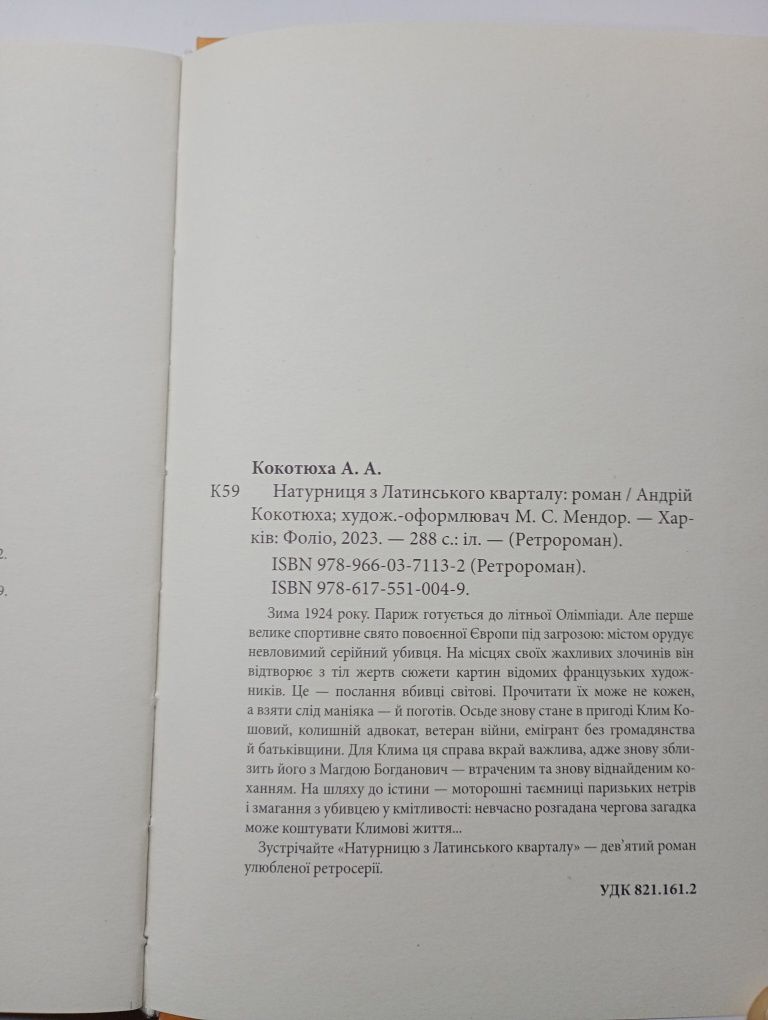 2.
9.
Кокотюха А. А.
К59 Натурниця з Латинського кварталу: роман / Андрій
Кокотюха; худож.-оформлювач М. С. Мендор. — Хар-
ків: Фоліо, 2023. — 288 с.: іл. — (Ретророман).
ISBN 978-966-03-7113-2 (Ретророман).
ISBN 978-617-551-004-9.
Зима 1924 року. Париж готується до літньої Олімпіади. Але перше
велике спортивне свято повоєнної Європи під загрозою: містом орудує
невловимий серійний убивця. На місцях своїх жахливих злочинів він
відтворює з тіл жертв сюжети картин відомих французьких худож-
ників. Це — послання вбивці світові. Прочитати їх може не кожен,
а взяти слід маніяка — й поготів. Осьде знову стане в пригоді Клим Ко-
шовий, колишній адвокат, ветеран війни, емігрант без громадянства
й батьківщини. Для Клима ця справа вкрай важлива, адже знову збли-
зить його з Магдою Богданович — втраченим та знову віднайденим ко-
ханням. На шляху до істини — моторошні таємниці паризьких нетрів
і змагання з убивцею у кмітливості: невчасно розгадана чергова загадка
може коштувати Климові життя...
Зустрічайте «Натурницю з Латинського кварталу» — дев’ятий роман
улюбленої ретросерії.
УДК 821.161.2